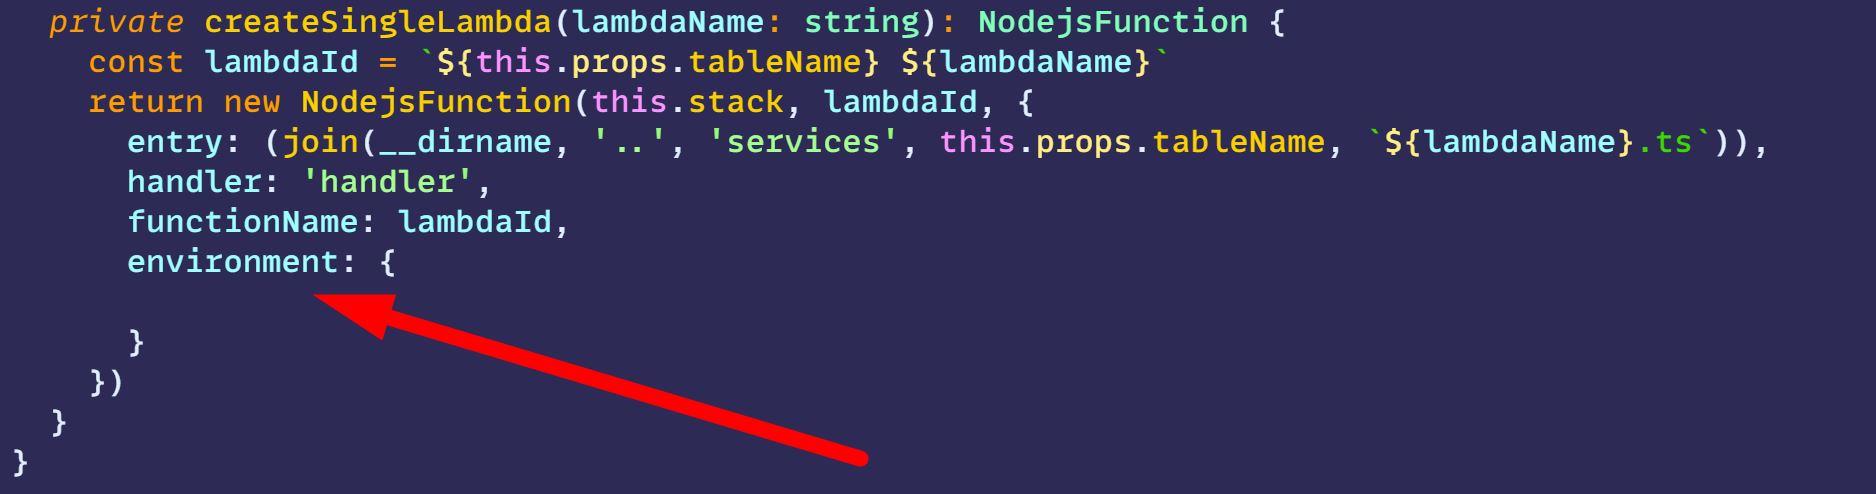 private createSingleLambda(lambdaName: string): NodejsFunction {
const lambdaId = `${this.props.tableName} ${lambdaName}`
return new NodejsFunction(this.stack, lambdaId, {
entry: (join(__dirname, '..', 'services', this.props.tableName, `${lambdaName}.ts`)),
handler: 'handler',
functionName: lambdaId,
environment: {
}
})
}
}